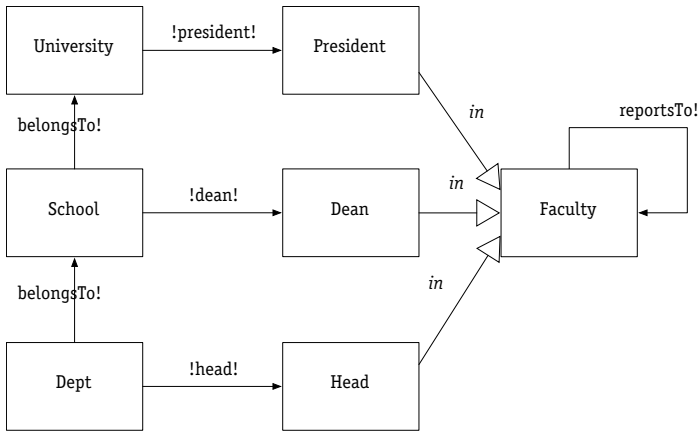 University
!president!
President
in
reportsTo!
belongsTo!
School
!dean!
Dean
in
Faculty
belongsTo!
in
Dept
!head!
Head